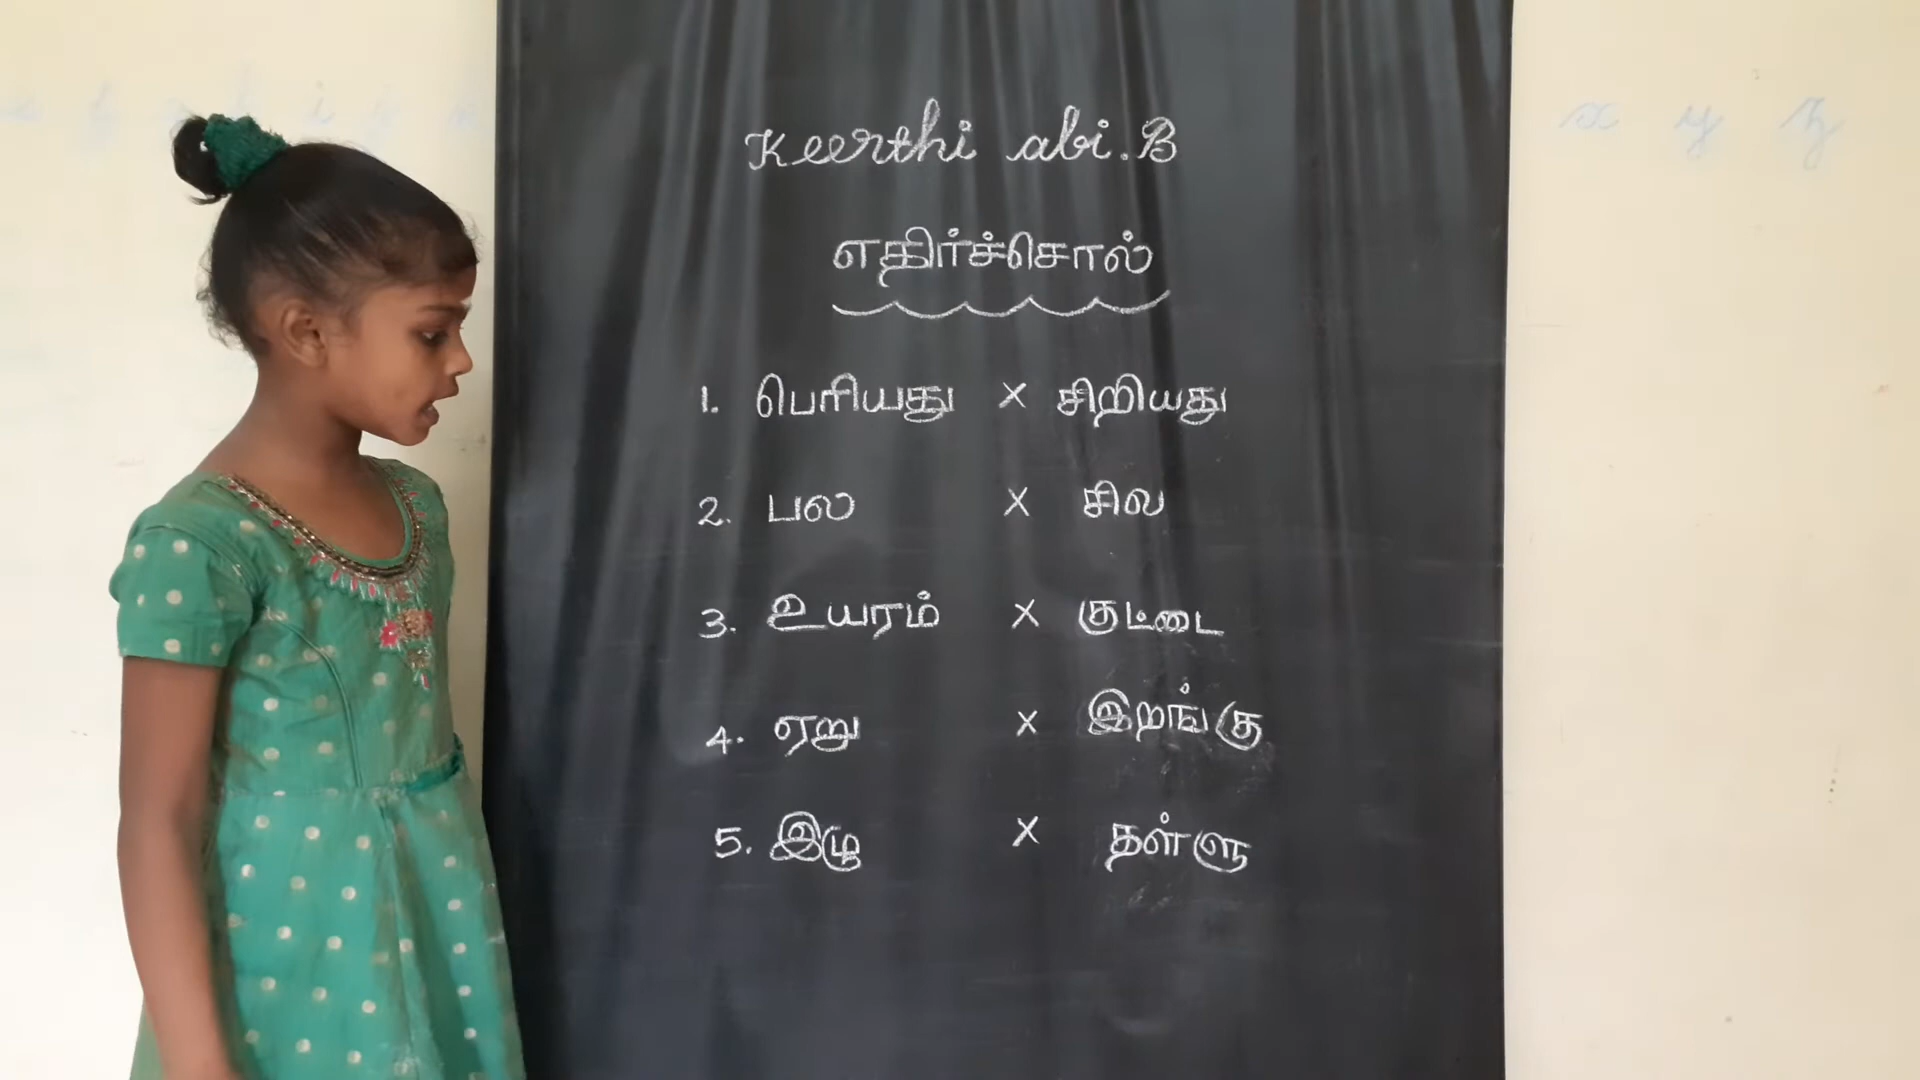 Keerthi abi.B
எதிர்ச்சொல்
1. பெரியது X சிறியது
2. பல X சில
3. உயரம் X குட்டை
4. ஏறு X இறங்கு
5. இழு X தள்ளு
x y z